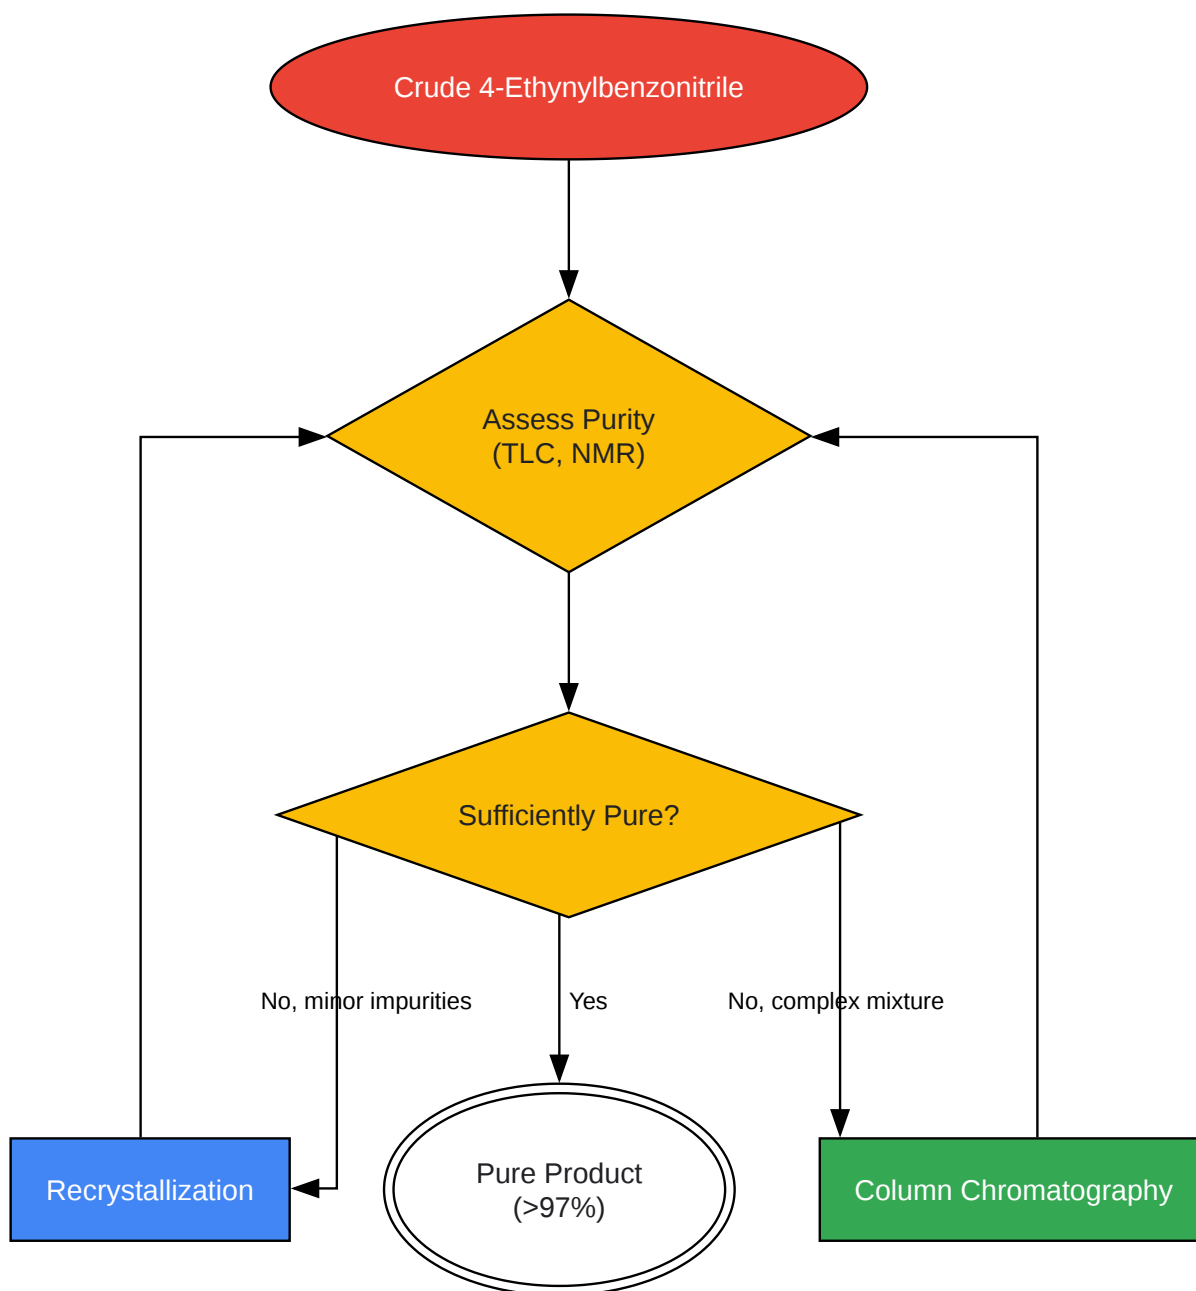 Crude 4-Ethynylbenzonitrile
Assess Purity
(TLC, NMR)
Sufficiently Pure?
No, minor impurities
Yes
No, complex mixture
Recrystallization
Pure Product
(>97%)
Column Chromatography